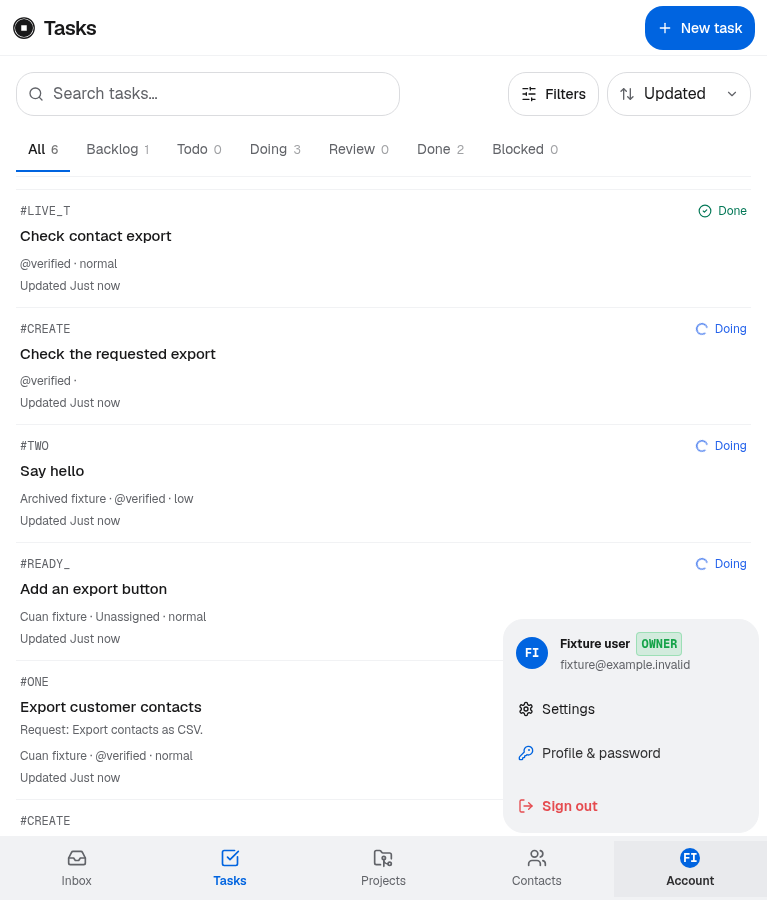 Tasks
New task
Search tasks...
Filters
Updated
All 6
Backlog 1
Todo 0
Doing 3
Review 0
Done 2
Blocked 0
#LIVE_T
Done
Check contact export
@verified · normal
Updated Just now
#CREATE
Doing
Check the requested export
@verified ·
Updated Just now
#TWO
Doing
Say hello
Archived fixture · @verified · low
Updated Just now
#READY_
Doing
Add an export button
Cuan fixture · Unassigned · normal
Updated Just now
#ONE
Export customer contacts
Request: Export contacts as CSV.
Cuan fixture · @verified · normal
Updated Just now
#CREATE
FI
Fixture user OWNER
fixture@example.invalid
Settings
Profile & password
Sign out
Inbox
Tasks
Projects
Contacts
FI
Account